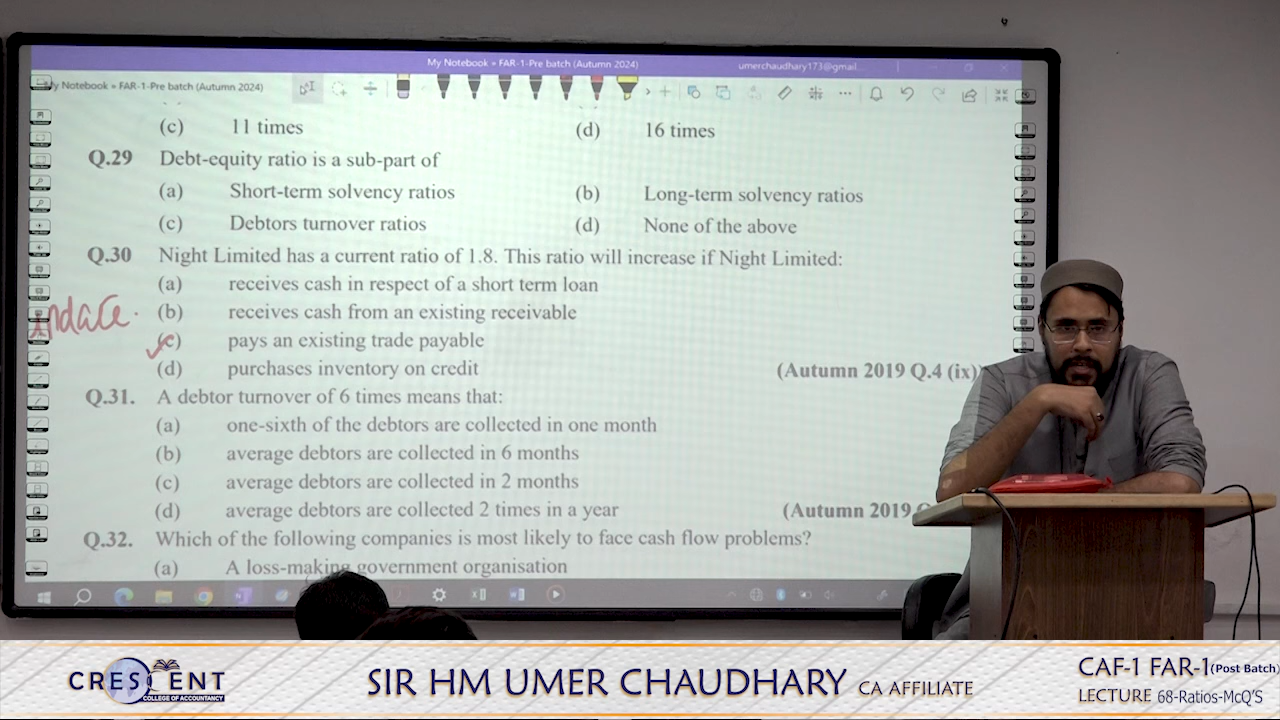 My Notebook » FAR-1-Pre batch (Autumn 2024)
umerchaudhary173@gmail...
My Notebook » FAR-1-Pre batch (Autumn 2024)
(c) 11 times (d) 16 times
Q.29 Debt-equity ratio is a sub-part of
(a) Short-term solvency ratios (b) Long-term solvency ratios
(c) Debtors turnover ratios (d) None of the above
Q.30 Night Limited has a current ratio of 1.8. This ratio will increase if Night Limited:
(a) receives cash in respect of a short term loan
(b) receives cash from an existing receivable
(c) pays an existing trade payable
(d) purchases inventory on credit (Autumn 2019 Q.4 (ix))
Q.31. A debtor turnover of 6 times means that:
(a) one-sixth of the debtors are collected in one month
(b) average debtors are collected in 6 months
(c) average debtors are collected in 2 months
(d) average debtors are collected 2 times in a year (Autumn 2019
Q.32. Which of the following companies is most likely to face cash flow problems?
(a) A loss-making government organisation
CRESCENT
COLLEGE OF ACCOUNTANCY
SIR HM UMER CHAUDHARY CA AFFILIATE
CAF-1 FAR-1 (Post Batch)
LECTURE 68-Ratios-McQ'S